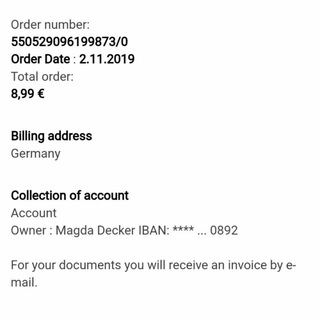 Order number:
550529096199873/0
Order Date : 2.11.2019
Total order:
8,99 €
Billing address
Germany
Collection of account
Account
Owner : Magda Decker IBAN: **** ... 0892
For your documents you will receive an invoice by e-
mail.